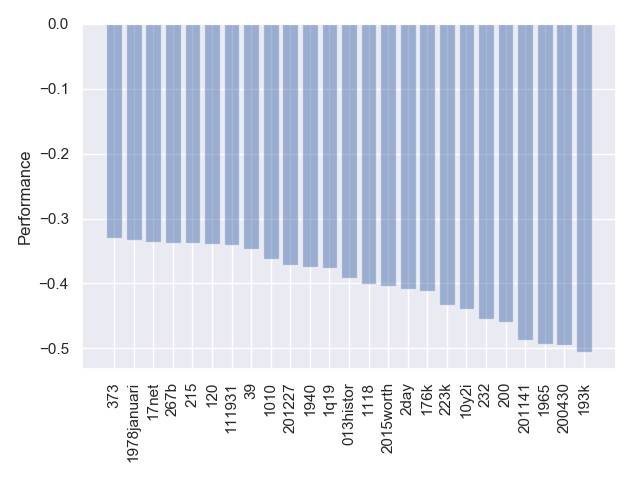 0.0
−0.1
−0.2
−0.3
−0.4
−0.5
Performance
373
1978januari
17net
267b
215
120
111931
39
1010
201227
1940
1q19
013histor
1118
2015worth
2day
176k
223k
10y2i
232
200
201141
1965
200430
193k